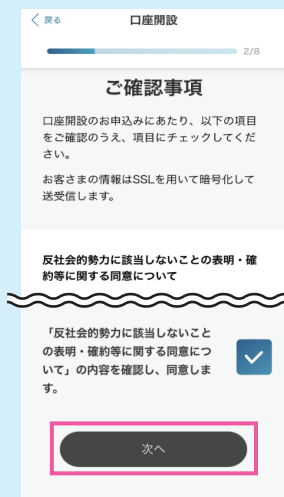 戻る
口座開設
2/8
ご確認事項
口座開設のお申込みにあたり、以下の項目
をご確認のうえ、項目にチェックしてくだ
さい。
お客さまの情報はSSLを用いて暗号化して
送受信します。
反社会的勢力に該当しないことの表明・確
約等に関する同意について
「反社会的勢力に該当しないこと
の表明・確約等に関する同意につ
いて」の内容を確認し、同意しま
す。
次へ